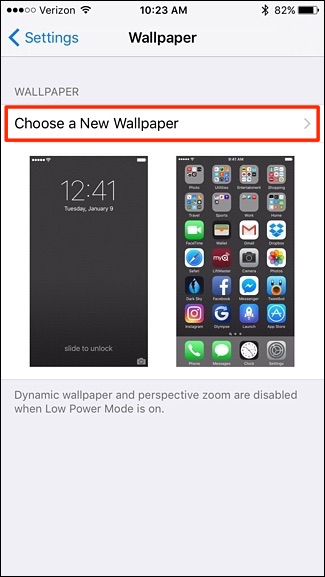 Verizon 10:23 AM 82%
Settings Wallpaper
WALLPAPER
Choose a New Wallpaper
12:41
Tuesday, January 9
slide to unlock
9:41 AM
Photo Utilities Entertainment Shopping
Travel Sports Work Food
FaceTime Wallet Gmail Dropbox
Safari LiftMaster Camera Photos
Dark Sky Facebook Messenger Tweetbot
Instagram Glympse Launch App Store
Phone Messages Clock Settings
Dynamic wallpaper and perspective zoom are disabled
when Low Power Mode is on.